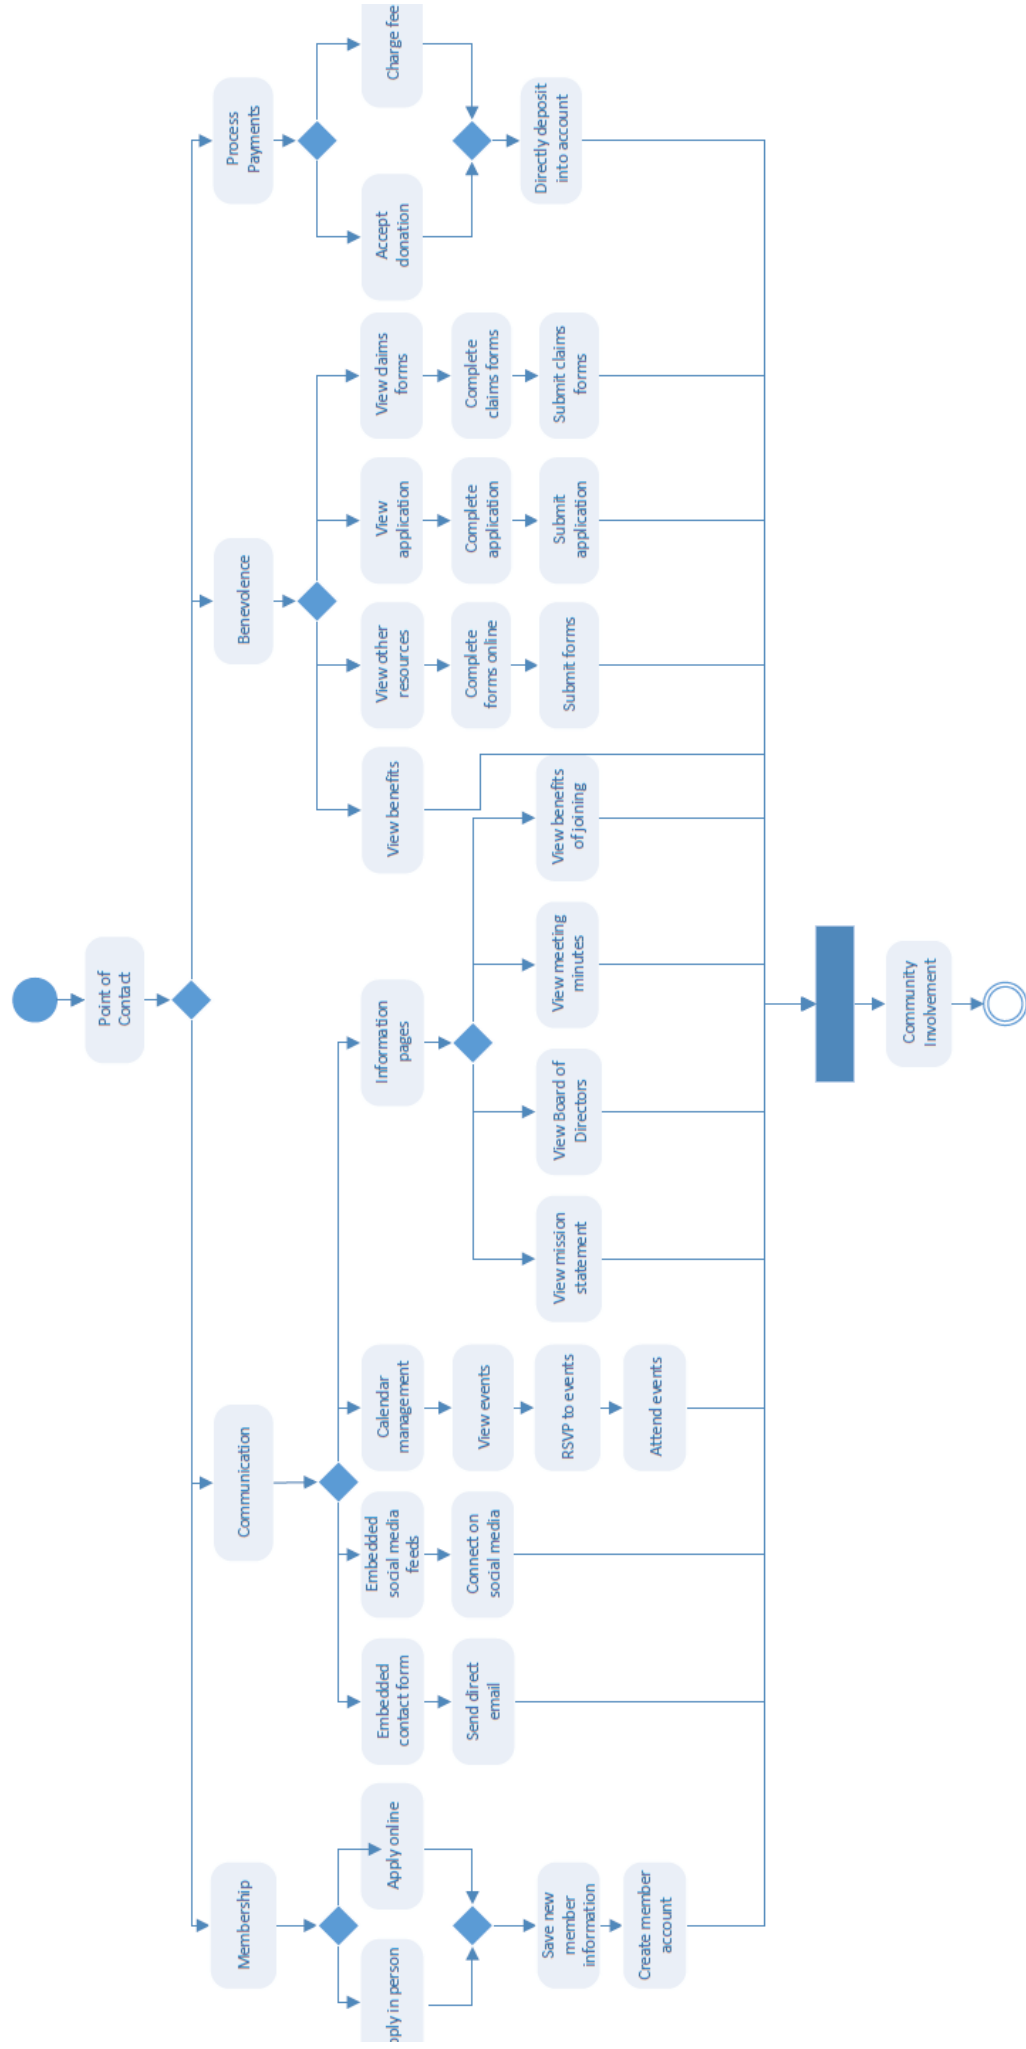 Point of
Contact
Membership
Communication
Benevolence
Process
Payments
ply in person
Apply online
Embedded
contact form
Embedded
social media
feeds
Calendar
management
Information
pages
View benefits
View other
resources
View application
View claims
forms
Accept
donation
Charge fee
Send direct
email
Connect on
social media
View events
Complete
forms online
Complete
application
Complete
claims forms
Save new
member
information
RSVP to events
View mission
statement
View Board of
Directors
View meeting
minutes
View benefits
of joining
Submit forms
Submit
application
Submit claims
forms
Directly deposit
into account
Create member
account
Attend events
Community
Involvement